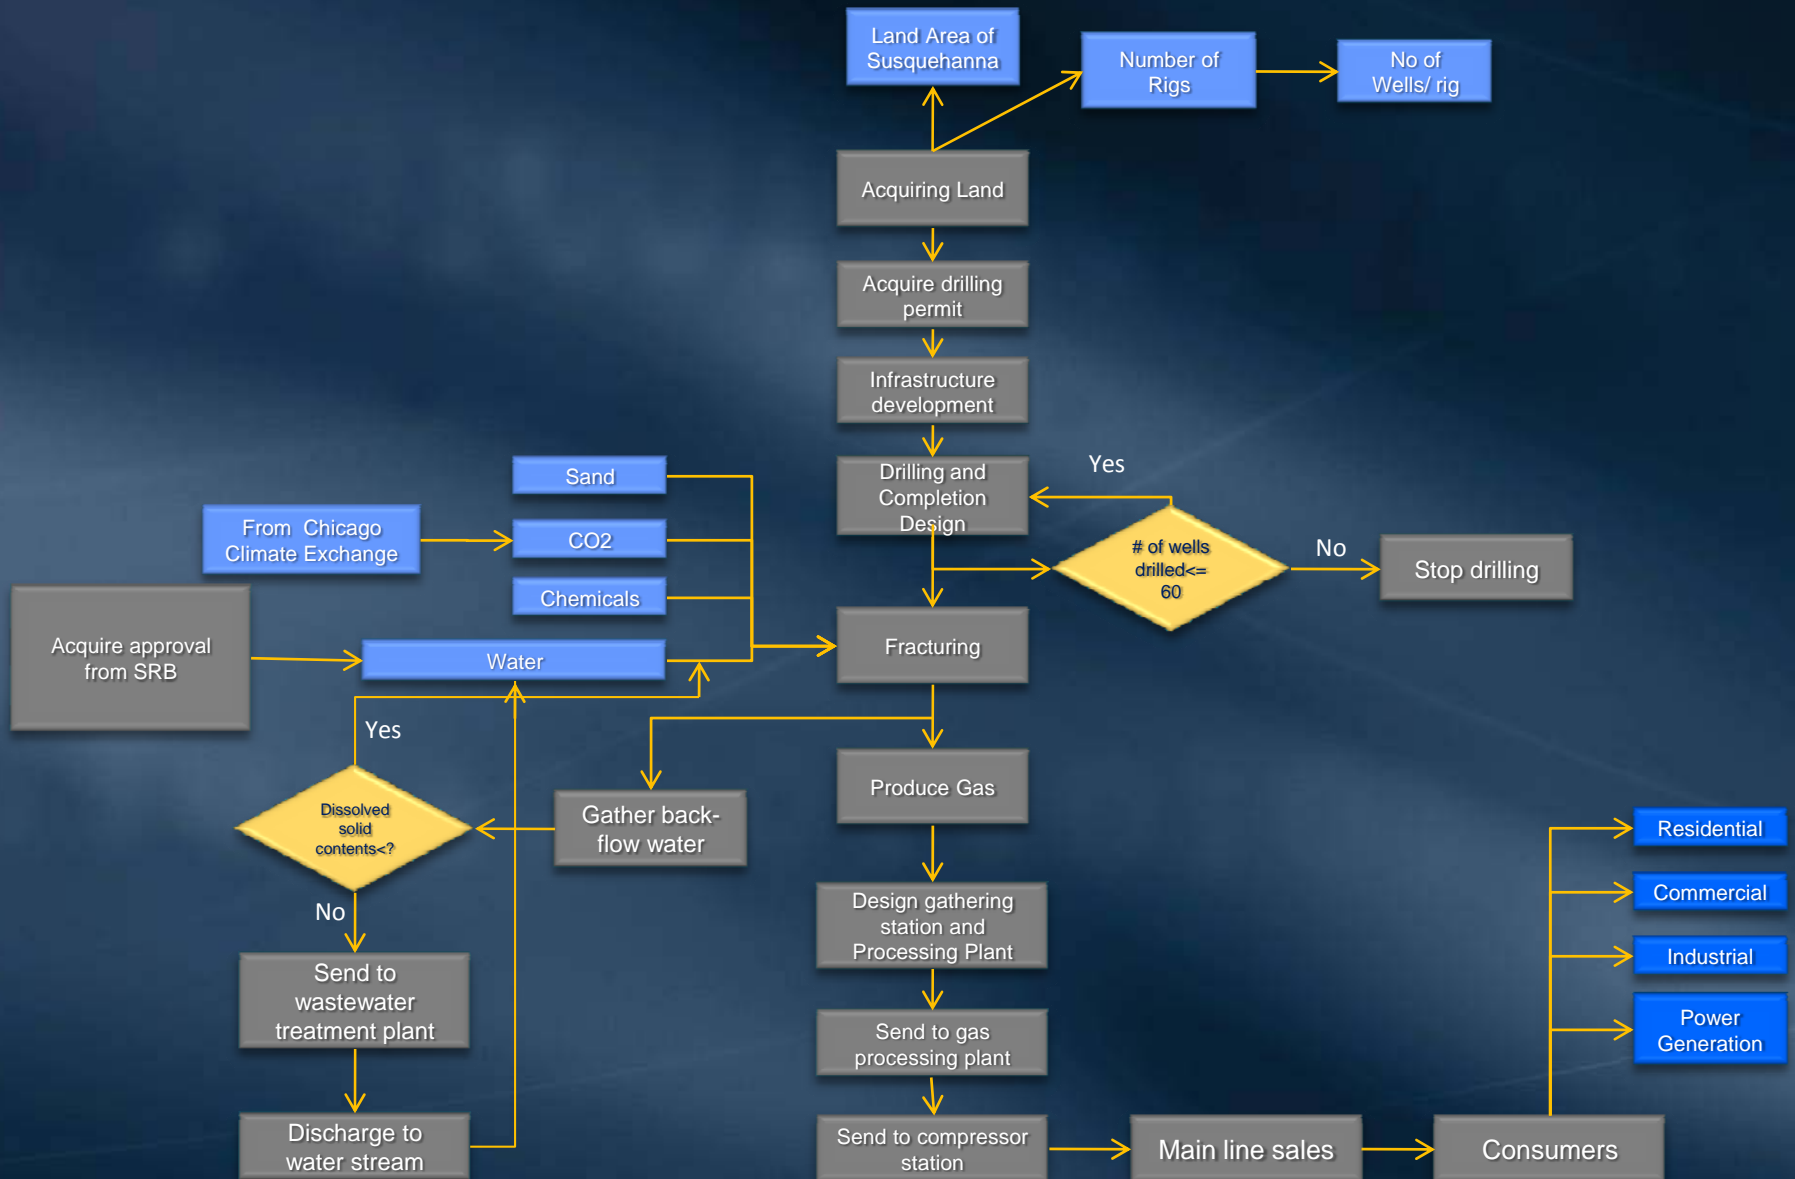 Land Area of
Susquehanna
Number of
Rigs
No of
Wells/ rig
Acquiring Land
Acquire drilling
permit
Infrastructure
development
Drilling and
Completion
Design
Yes
# of wells
drilled<=
60
No
Stop drilling
Sand
From  Chicago
Climate Exchange
CO2
Chemicals
Acquire approval
from SRB
Water
Fracturing
Yes
Dissolved
solid
contents<?
Gather back-
flow water
Produce Gas
No
Send to
wastewater
treatment plant
Discharge to
water stream
Design gathering
station and
Processing Plant
Send to gas
processing plant
Send to compressor
station
Main line sales
Consumers
Residential
Commercial
Industrial
Power
Generation